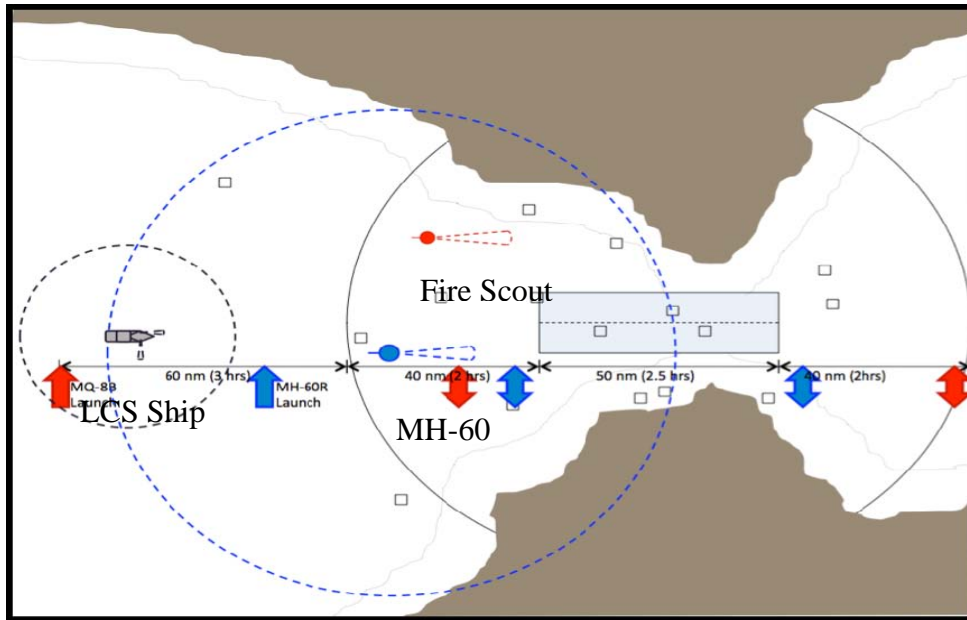 Fire Scout
60 nm (3 hrs)
40 nm (2 hrs)
50 nm (2.5 hrs)
40 nm (2hrs)
MQ-8B
Launch
MH-60R
Launch
LCS Ship
MH-60